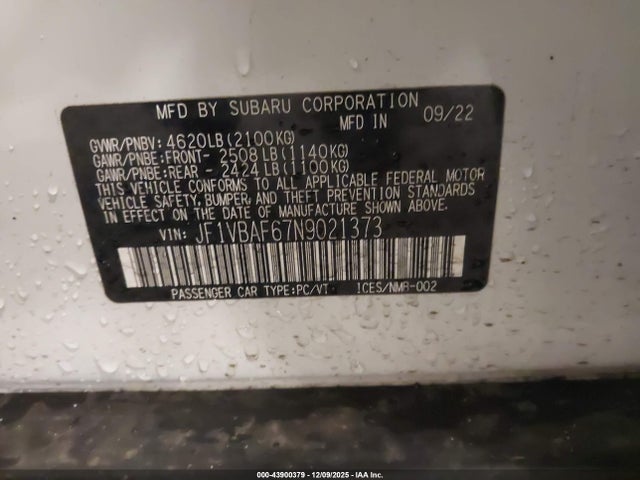 MFD BY SUBARU CORPORATION
MFD IN 09/22
GVWR/PNBV: 4620LB(2100KG)
GAWR/PNBE:FRONT- 2508LB(1140KG)
GAWR/PNBE:REAR - 2424LB(1100KG)
THIS VEHICLE CONFORMS TO ALL APPLICABLE FEDERAL MOTOR
VEHICLE SAFETY, BUMPER, AND THEFT PREVENTION STANDARDS
IN EFFECT ON THE DATE OF MANUFACTURE SHOWN ABOVE.
VIN: JF1VBAF67N9021373
PASSENGER CAR TYPE:PC/VT ICES/NMB-002
000-43900379 - 12/09/2025 - IAA Inc.